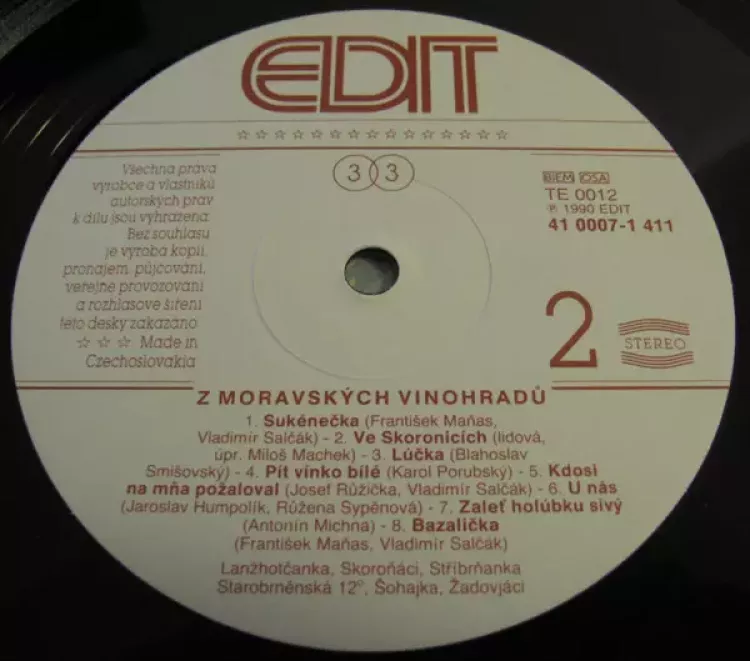 EDIT
☆ ☆ ☆ ☆ ☆ ☆ ☆ ☆ ☆ ☆ ☆ ☆ ☆ ☆ ☆ ☆
Všechna práva
výrobce a vlastníků
autorských práv
k dílu jsou vyhrazena.
Bez souhlasu
je výroba kopií,
pronájem, půjčování,
veřejné provozování
a rozhlasové šíření
této desky zakázáno
☆ ☆ ☆ Made in
Czechoslovakia
3 3
BIEM OSA
TE 0012
℗ 1990 EDIT
41 0007-1 411
2
STEREO
Z MORAVSKÝCH VINOHRADŮ
1. Sukénečka (František Maňas,
Vladimír Salčák) - 2. Ve Skoronicích (lidová,
úpr. Miloš Machek) - 3. Lúčka (Blahoslav
Smišovský) - 4. Pít vínko bílé (Karol Porubský) - 5. Kdosi
na mňa požaloval (Josef Růžička, Vladimír Salčák) - 6. U nás
(Jaroslav Humpolík, Růžena Sypěnová) - 7. Zaleť holúbku sivý
(Antonín Michna) - 8. Bazalička
(František Maňas, Vladimír Salčák)
Lanžhotčanka, Skoroňáci, Stříbrňanka
Starobrněnská 12°, Šohajka, Žadovjáci